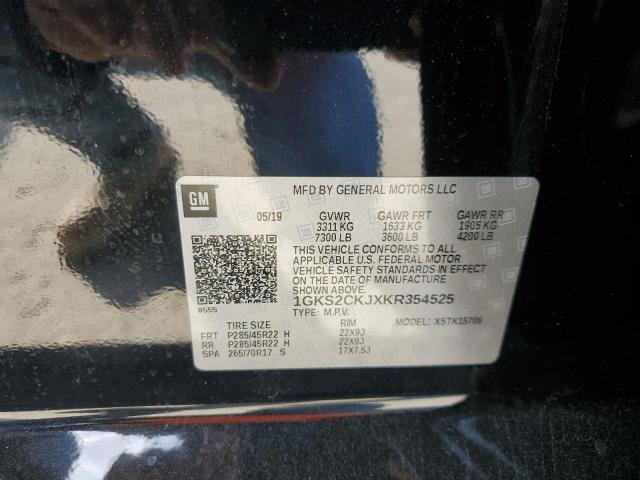 GM
MFD BY GENERAL MOTORS LLC
05/19 GVWR GAWR FRT GAWR RR
3311 KG 1633 KG 1905 KG
7300 LB 3600 LB 4200 LB
THIS VEHICLE CONFORMS TO ALL
APPLICABLE U.S. FEDERAL MOTOR
VEHICLE SAFETY STANDARDS IN EFFECT
ON THE DATE OF MANUFACTURE
SHOWN ABOVE.
1GKS2CKJXKR354525
8555 TYPE: M.P.V.
TIRE SIZE RIM MODEL: X5TK15706
FRT P285/45R22 H 22X9J
RR P285/45R22 H 22X9J
SPA 265/70R17 S 17X7.5J